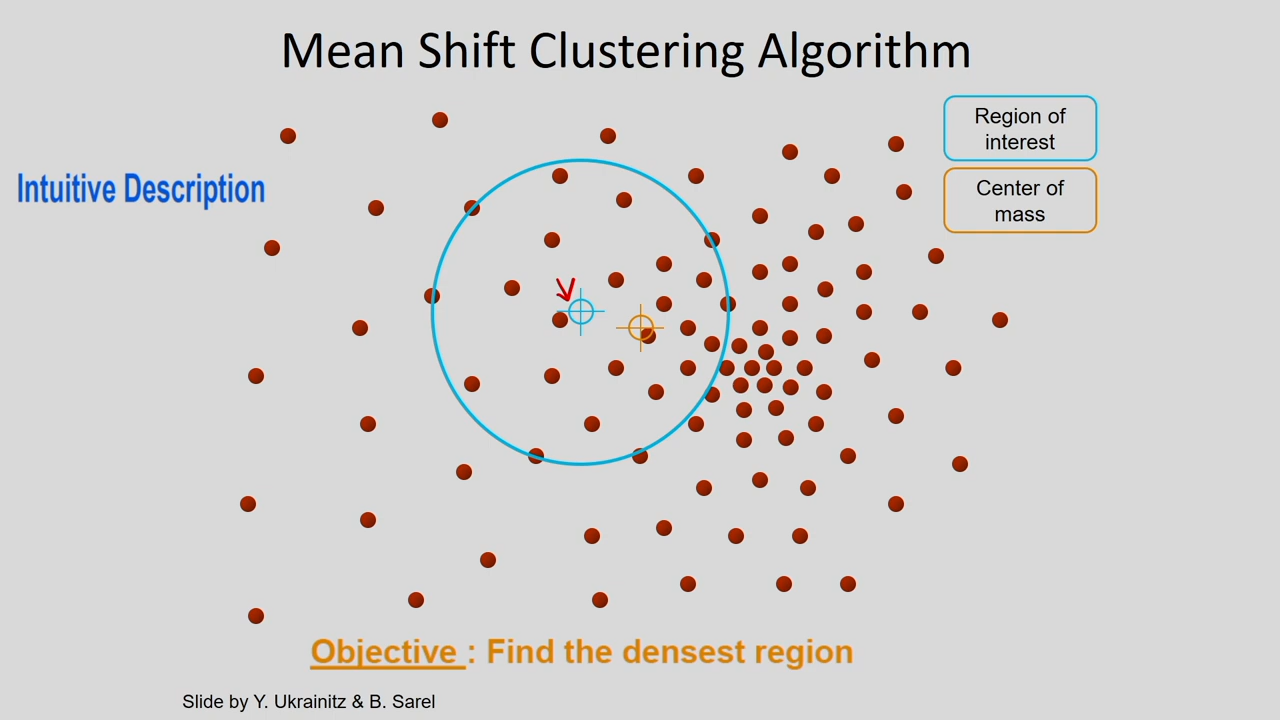 Mean Shift Clustering Algorithm
Region of
interest
Intuitive Description
Center of
mass
Objective : Find the densest region
Slide by Y. Ukrainitz & B. Sarel